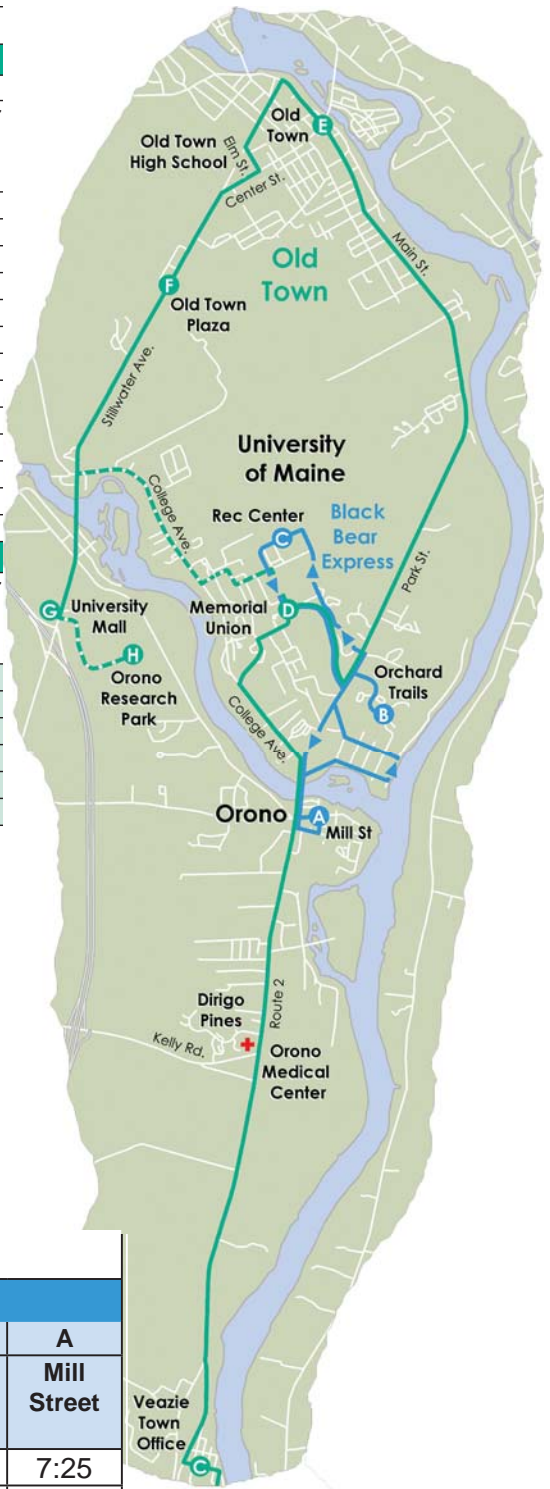 Old
Town
E
Old Town
High School
Elm St.
Center St.
Main St.
Old
Town
F
Old Town
Plaza
Stillwater Ave.
University
of Maine
Rec Center
C
Black
Bear
Express
College Ave.
Park St.
Memorial
Union
D
G
University
Mall
H
Orono
Research
Park
Orchard
Trails
B
College Ave.
Orono
A
Mill St
Route 2
Dirigo
Pines
Kelly Rd.
Orono
Medical
Center
A
Mill
Street
7:25
Veazie
Town
Office
C